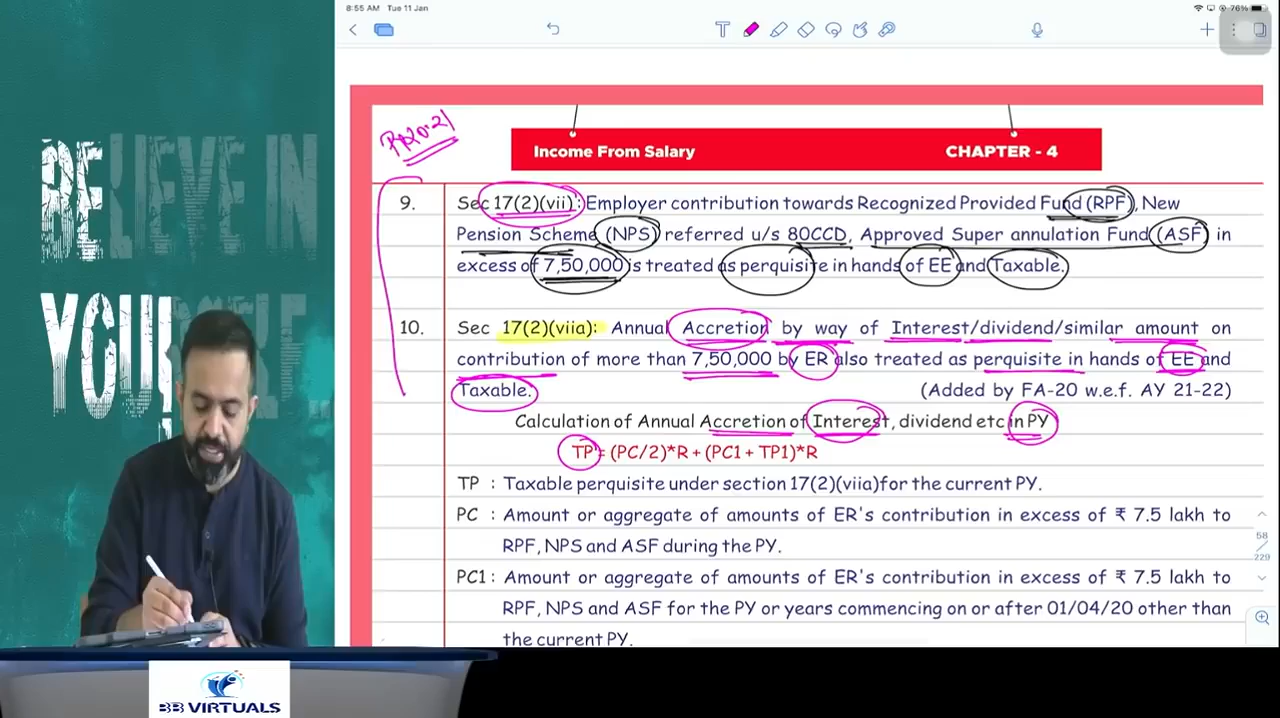 8:55 AM Tue 11 Jan
76%
BELIEVE IN
YOU
Income From Salary CHAPTER - 4
9. Sec 17(2)(vii) : Employer contribution towards Recognized Provided Fund (RPF), New
Pension Scheme (NPS) referred u/s 80CCD, Approved Super annulation Fund (ASF) in
excess of 7,50,000 is treated as perquisite in hands of EE and Taxable.
10. Sec 17(2)(viia): Annual Accretion by way of Interest/dividend/similar amount on
contribution of more than 7,50,000 by ER also treated as perquisite in hands of EE and
Taxable. (Added by FA-20 w.e.f. AY 21-22)
Calculation of Annual Accretion of Interest, dividend etc in PY
TP = (PC/2)*R + (PC1 + TP1)*R
TP : Taxable perquisite under section 17(2)(viia)for the current PY.
PC : Amount or aggregate of amounts of ER's contribution in excess of ₹ 7.5 lakh to
RPF, NPS and ASF during the PY.
58
229
PC1 : Amount or aggregate of amounts of ER's contribution in excess of ₹ 7.5 lakh to
RPF, NPS and ASF for the PY or years commencing on or after 01/04/20 other than
the current PY.
BB VIRTUALS